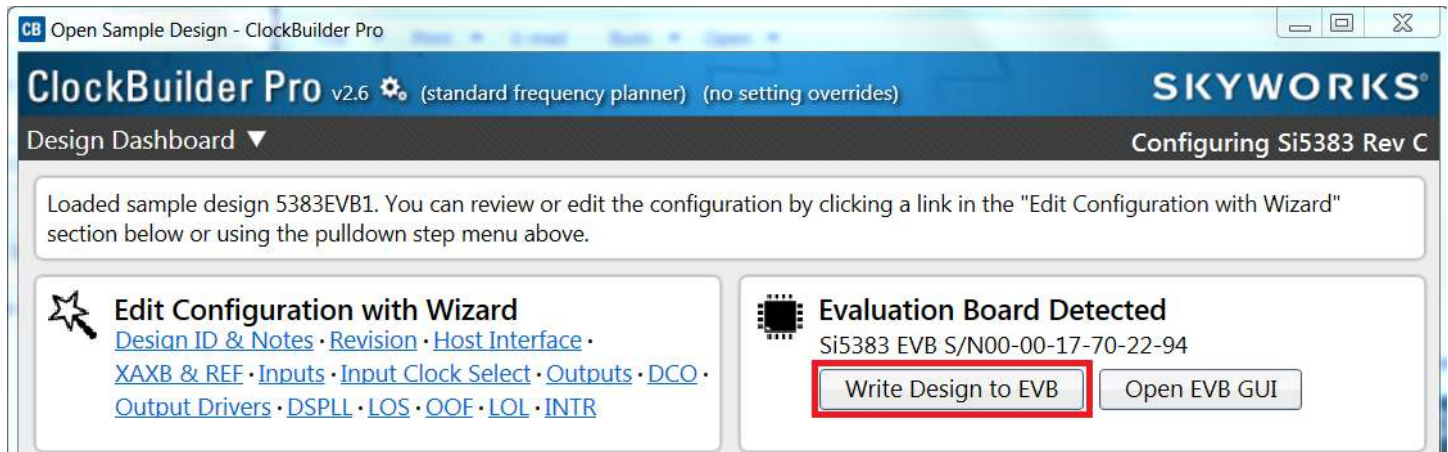 CB Open Sample Design - ClockBuilder Pro
ClockBuilder Pro v2.6 (standard frequency planner) (no setting overrides)
SKYWORKS®
Design Dashboard ▼
Configuring Si5383 Rev C
Loaded sample design 5383EVB1. You can review or edit the configuration by clicking a link in the "Edit Configuration with Wizard"
section below or using the pulldown step menu above.
Edit Configuration with Wizard
Design ID & Notes · Revision · Host Interface ·
XAXB & REF · Inputs · Input Clock Select · Outputs · DCO ·
Output Drivers · DSPLL · LOS · OOF · LOL · INTR
Evaluation Board Detected
Si5383 EVB S/N00-00-17-70-22-94
Write Design to EVB
Open EVB GUI